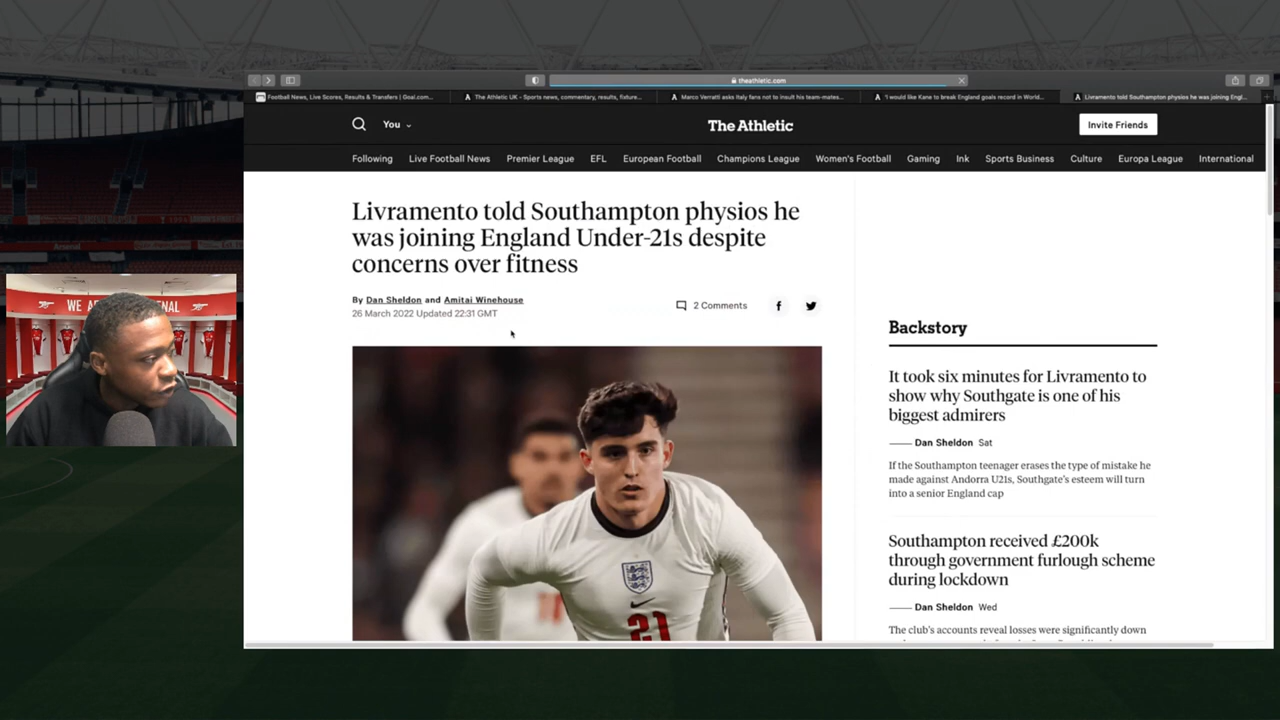 theathletic.com
Football News, Live Scores, Results & Transfers | Goal.com...
The Athletic UK - Sports news, commentary, results, fixture...
Marco Verratti asks Italy fans not to insult his team-mates...
'I would like Kane to break England goals record in World...
Livramento told Southampton physios he was joining Engl...
You
The Athletic
Invite Friends
Following
Live Football News
Premier League
EFL
European Football
Champions League
Women's Football
Gaming
Ink
Sports Business
Culture
Europa League
International
Livramento told Southampton physios he
was joining England Under-21s despite
concerns over fitness
By Dan Sheldon and Amitai Winehouse
26 March 2022 Updated 22:31 GMT
2 Comments
21
Backstory
It took six minutes for Livramento to
show why Southgate is one of his
biggest admirers
Dan Sheldon Sat
If the Southampton teenager erases the type of mistake he
made against Andorra U21s, Southgate's esteem will turn
into a senior England cap
Southampton received £200k
through government furlough scheme
during lockdown
Dan Sheldon Wed
The club's accounts reveal losses were significantly down
WE A
NAL
Arsenal